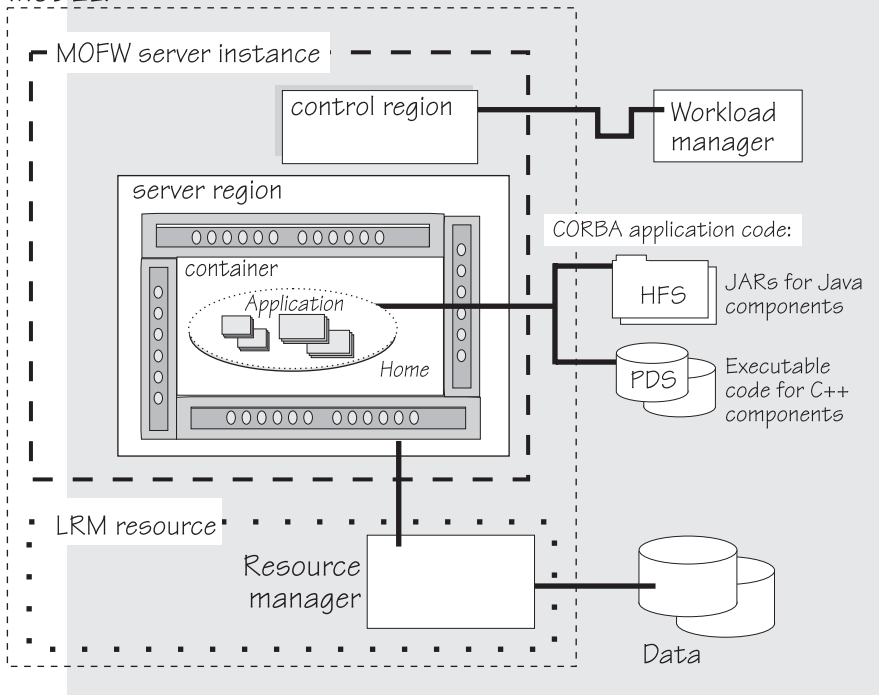 MOFW server instance
control region
Workload
manager
server region
CORBA application code:
container
Application
HFS
JARs for Java
components
Home
PDS
Executable
code for C++
components
LRM resource
Resource
manager
Data